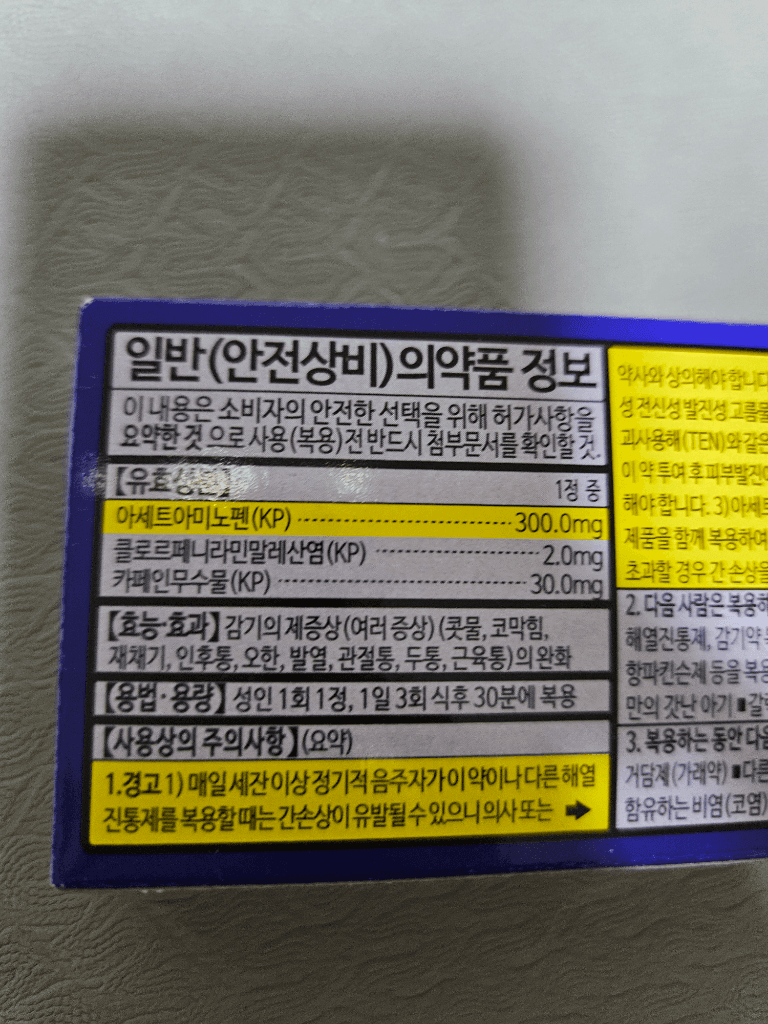 일반(안전상비)의약품 정보
이 내용은 소비자의 안전한 선택을 위해 허가사항을
요약한 것 으로 사용(복용)전 반드시 첨부문서를 확인할 것.
【유효성분】 1정 중
아세트아미노펜(KP) 300.0mg
클로르페니라민말레산염(KP) 2.0mg
카페인무수물(KP) 30.0mg
【효능·효과】 감기의 제증상(여러 증상) (콧물, 코막힘,
재채기, 인후통, 오한, 발열, 관절통, 두통, 근육통)의 완화
【용법·용량】 성인 1회 1정, 1일 3회 식후 30분에 복용
【사용상의 주의사항】(요약)
1.경고 1) 매일 세잔 이상 정기적 음주자가 이 약이나 다른 해열
진통제를 복용할 때는 간손상이 유발될 수 있으니 의사 또는 ➡
약사와 상의해야 합니다
성 전신성 발진성 고름물
괴사용해(TEN)와 같은
이 약 투여 후 피부발진이
해야 합니다. 3)아세트
제품을 함께 복용하여
초과할 경우 간 손상을
2. 다음 사람은 복용하
해열진통제, 감기약
항파킨슨제 등을 복용
만의 갓난 아기 ■갈
3. 복용하는 동안 다음
거담제(가래약) ■다른
함유하는 비염(코염)